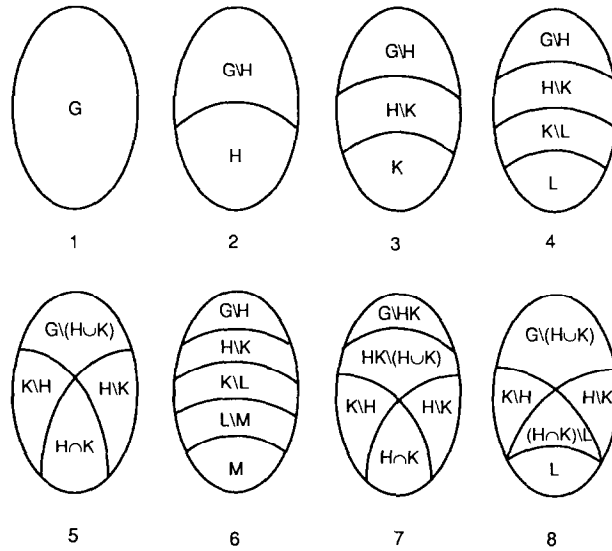 G\H
G\H
G\H
G
H\K
H\K
K\L
H
K
L
1
2
3
4
G\H
G\HK
G\(H∪K)
H\K
HK\(H∪K)
G\(H∪K)
K\H
H\K
K\L
K\H
H\K
K\H
H\K
L\M
(H∩K)\L
H∩K
M
H∩K
L
5
6
7
8